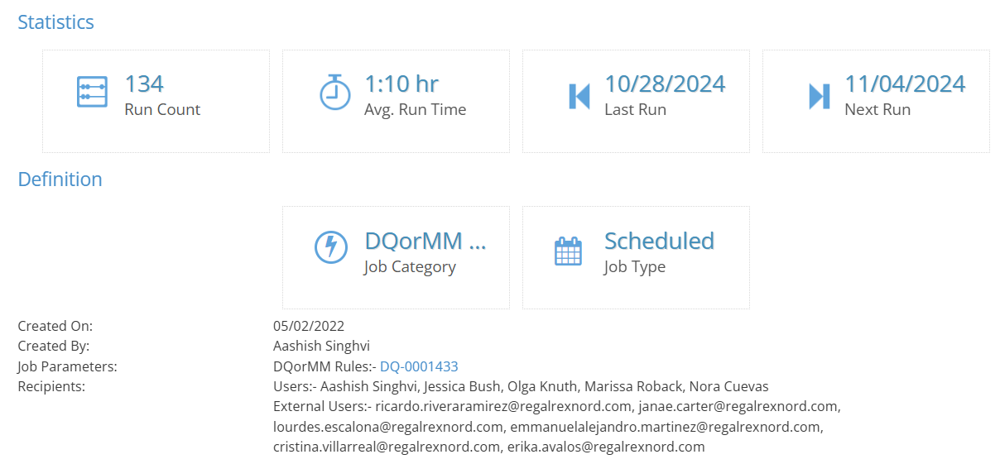 Statistics
134
Run Count
1:10 hr
Avg. Run Time
10/28/2024
Last Run
11/04/2024
Next Run
Definition
DQorMM ...
Job Category
Scheduled
Job Type
Created On: 05/02/2022
Created By: Aashish Singhvi
Job Parameters: DQorMM Rules:- DQ-0001433
Recipients: Users:- Aashish Singhvi, Jessica Bush, Olga Knuth, Marissa Roback, Nora Cuevas
External Users:- ricardo.riveraramirez@regalrexnord.com, janae.carter@regalrexnord.com,
lourdes.escalona@regalrexnord.com, emmanuelalejandro.martinez@regalrexnord.com,
cristina.villarreal@regalrexnord.com, erika.avalos@regalrexnord.com